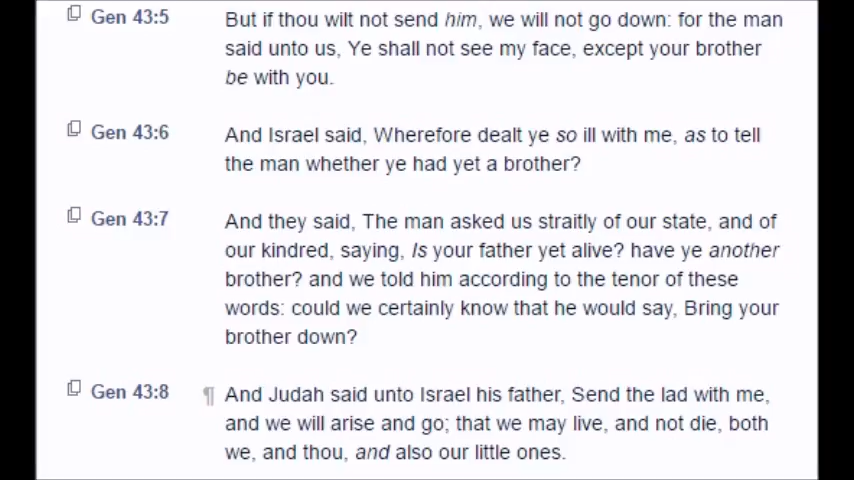 Gen 43:5 But if thou wilt not send him, we will not go down: for the man
said unto us, Ye shall not see my face, except your brother
be with you.
Gen 43:6 And Israel said, Wherefore dealt ye so ill with me, as to tell
the man whether ye had yet a brother?
Gen 43:7 And they said, The man asked us straitly of our state, and of
our kindred, saying, Is your father yet alive? have ye another
brother? and we told him according to the tenor of these
words: could we certainly know that he would say, Bring your
brother down?
Gen 43:8 ¶ And Judah said unto Israel his father, Send the lad with me,
and we will arise and go; that we may live, and not die, both
we, and thou, and also our little ones.